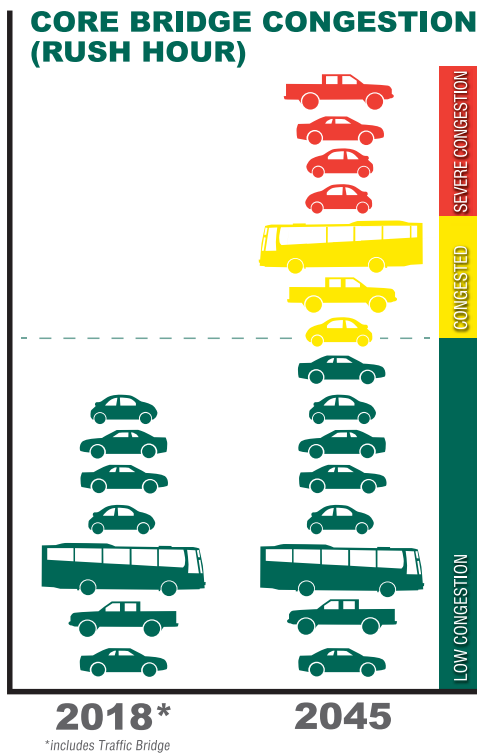 CORE BRIDGE CONGESTION
(RUSH HOUR)
SEVERE CONGESTION
CONGESTED
LOW CONGESTION
2018*
2045
*includes Traffic Bridge